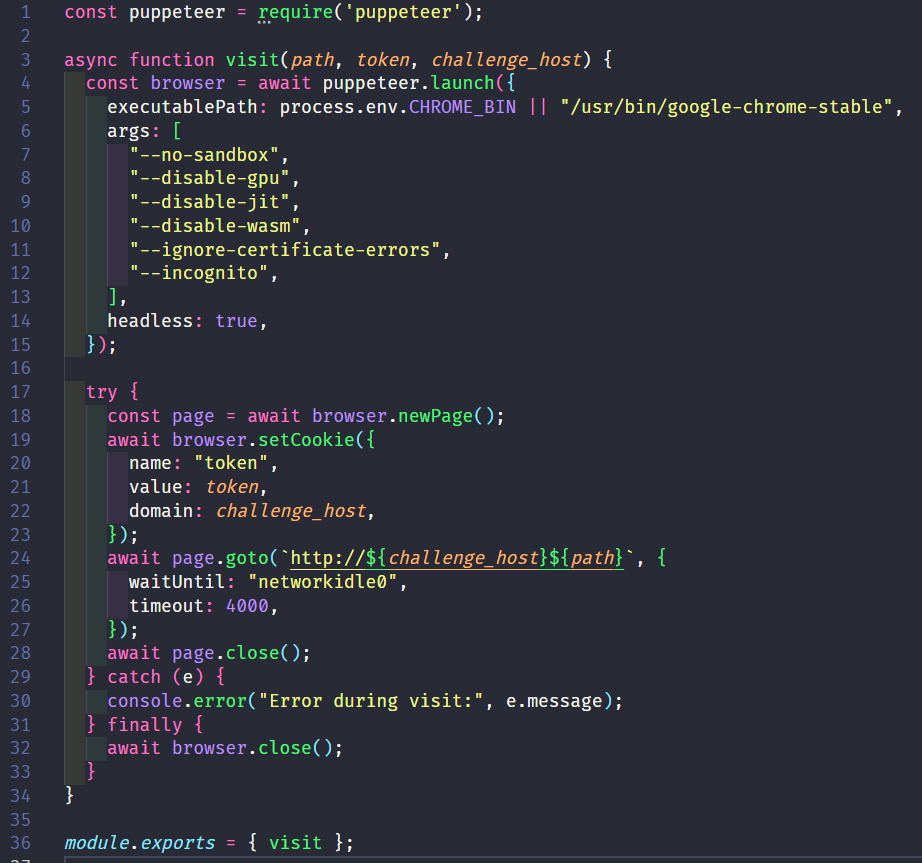 1 const puppeteer = require('puppeteer');
2
3 async function visit(path, token, challenge_host) {
4   const browser = await puppeteer.launch({
5     executablePath: process.env.CHROME_BIN || "/usr/bin/google-chrome-stable",
6     args: [
7       "--no-sandbox",
8       "--disable-gpu",
9       "--disable-jit",
10       "--disable-wasm",
11       "--ignore-certificate-errors",
12       "--incognito",
13     ],
14     headless: true,
15   });
16
17   try {
18     const page = await browser.newPage();
19     await browser.setCookie({
20       name: "token",
21       value: token,
22       domain: challenge_host,
23     });
24     await page.goto(`http://${challenge_host}${path}`, {
25       waitUntil: "networkidle0",
26       timeout: 4000,
27     });
28     await page.close();
29   } catch (e) {
30     console.error("Error during visit:", e.message);
31   } finally {
32     await browser.close();
33   }
34 }
35
36 module.exports = { visit };